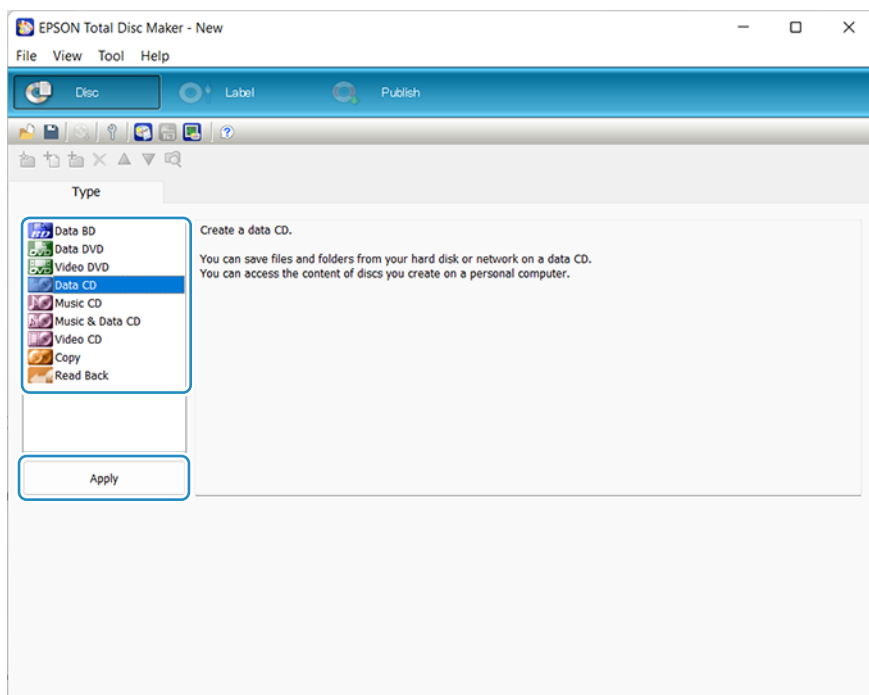 EPSON Total Disc Maker - New
File View Tool Help
Disc Label Publish
Type
Data BD
Data DVD
Video DVD
Data CD
Music CD
Music & Data CD
Video CD
Copy
Read Back
Apply
Create a data CD.
You can save files and folders from your hard disk or network on a data CD.
You can access the content of discs you create on a personal computer.